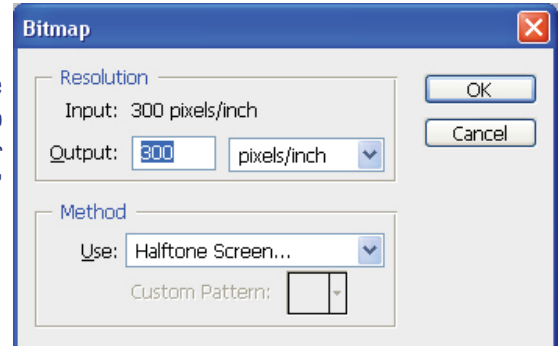 Bitmap
Resolution
Input: 300 pixels/inch
Output: 300 pixels/inch
OK
Cancel
Method
Use: Halftone Screen...
Custom Pattern: